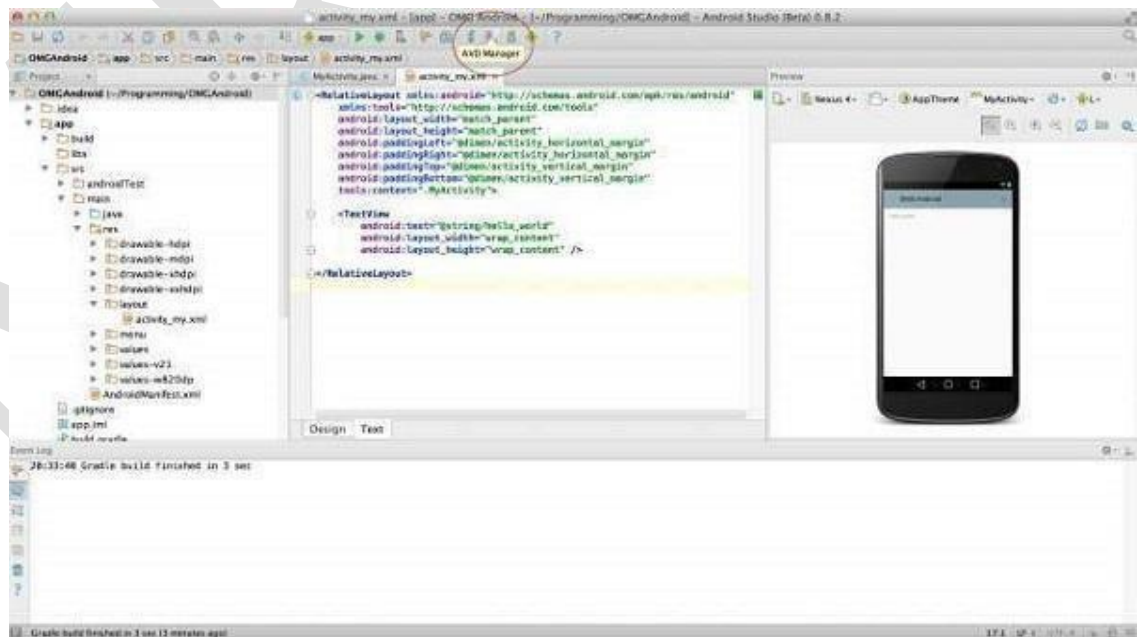 activity_my.xml - [app] - OMGAndroid - [~/Programming/OMGAndroid] - Android Studio (Beta) 0.8.2
app
AVD Manager
OMGAndroid app src main res layout activity_my.xml
Project
MyActivity.java activity_my.xml
Preview
OMGAndroid (~/Programming/OMGAndroid)
.idea
app
build
libs
src
androidTest
main
java
res
drawable-hdpi
drawable-mdpi
drawable-xhdpi
drawable-xxhdpi
layout
activity_my.xml
menu
values
values-v21
values-w820dp
AndroidManifest.xml
.gitignore
app.iml
build.gradle
<RelativeLayout xmlns:android="http://schemas.android.com/apk/res/android"
xmlns:tools="http://schemas.android.com/tools"
android:layout_width="match_parent"
android:layout_height="match_parent"
android:paddingLeft="@dimen/activity_horizontal_margin"
android:paddingRight="@dimen/activity_horizontal_margin"
android:paddingTop="@dimen/activity_vertical_margin"
android:paddingBottom="@dimen/activity_vertical_margin"
tools:context=".MyActivity">
<TextView
android:text="@string/hello_world"
android:layout_width="wrap_content"
android:layout_height="wrap_content" />
</RelativeLayout>
Design Text
Nexus 4 AppTheme MyActivity L
Event Log
20:33:40 Gradle build finished in 3 sec
Gradle build finished in 3 sec (3 minutes ago)
17:1